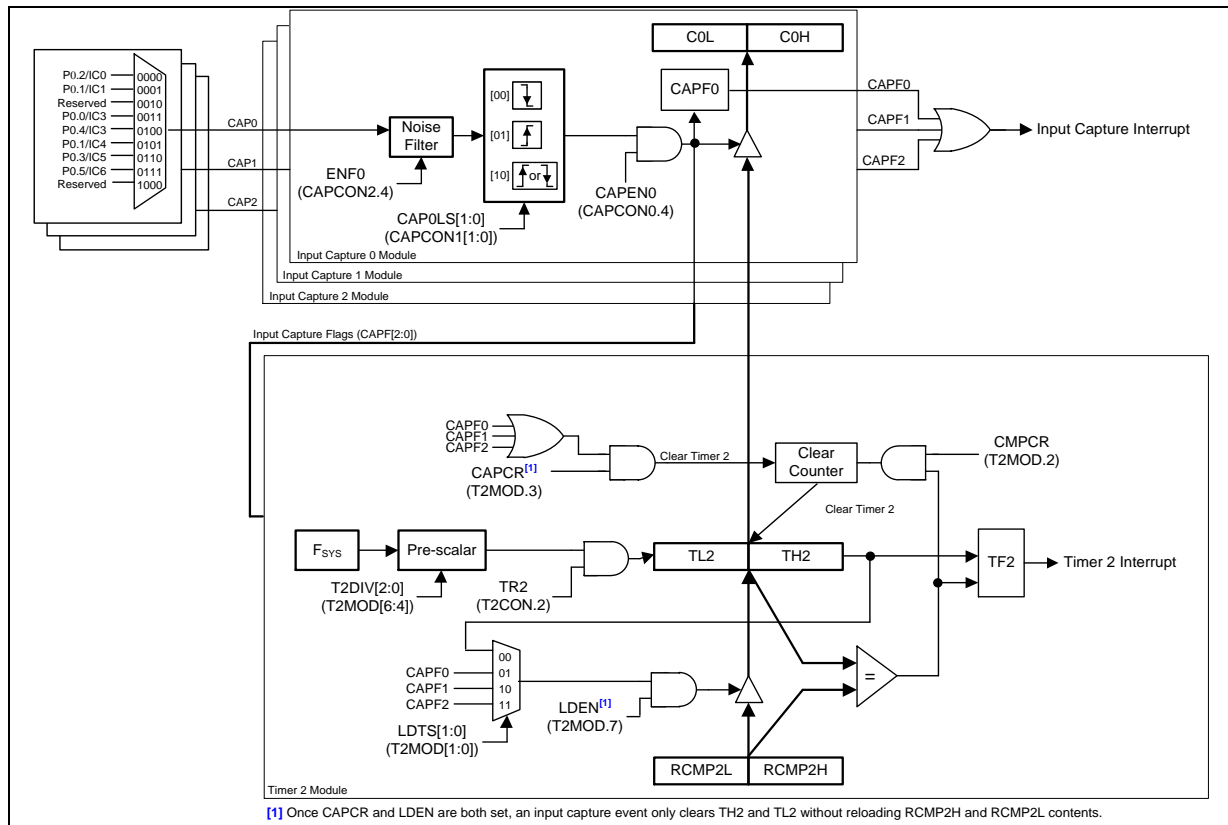 C0L C0H
P0.2/IC0 0000
P0.1/IC1 0001
Reserved 0010
P0.0/IC3 0011
P0.4/IC3 0100
P0.1/IC4 0101
P0.3/IC5 0110
P0.5/IC6 0111
Reserved 1000
CAP0
CAP1
CAP2
Noise
Filter
ENF0
(CAPCON2.4)
[00]
[01]
[10] or
CAP0LS[1:0]
(CAPCON1[1:0])
CAPEN0
(CAPCON0.4)
CAPF0
CAPF0
CAPF1
CAPF2
Input Capture Interrupt
Input Capture 0 Module
Input Capture 1 Module
Input Capture 2 Module
Input Capture Flags (CAPF[2:0])
CAPF0
CAPF1
CAPF2
CAPCR[1]
(T2MOD.3)
Clear Timer 2
Clear
Counter
CMPCR
(T2MOD.2)
Clear Timer 2
FSYS
Pre-scalar
T2DIV[2:0]
(T2MOD[6:4])
TR2
(T2CON.2)
TL2 TH2
TF2
Timer 2 Interrupt
00
CAPF0 01
CAPF1 10
CAPF2 11
LDTS[1:0]
(T2MOD[1:0])
LDEN[1]
(T2MOD.7)
=
RCMP2L RCMP2H
Timer 2 Module
[1] Once CAPCR and LDEN are both set, an input capture event only clears TH2 and TL2 without reloading RCMP2H and RCMP2L contents.